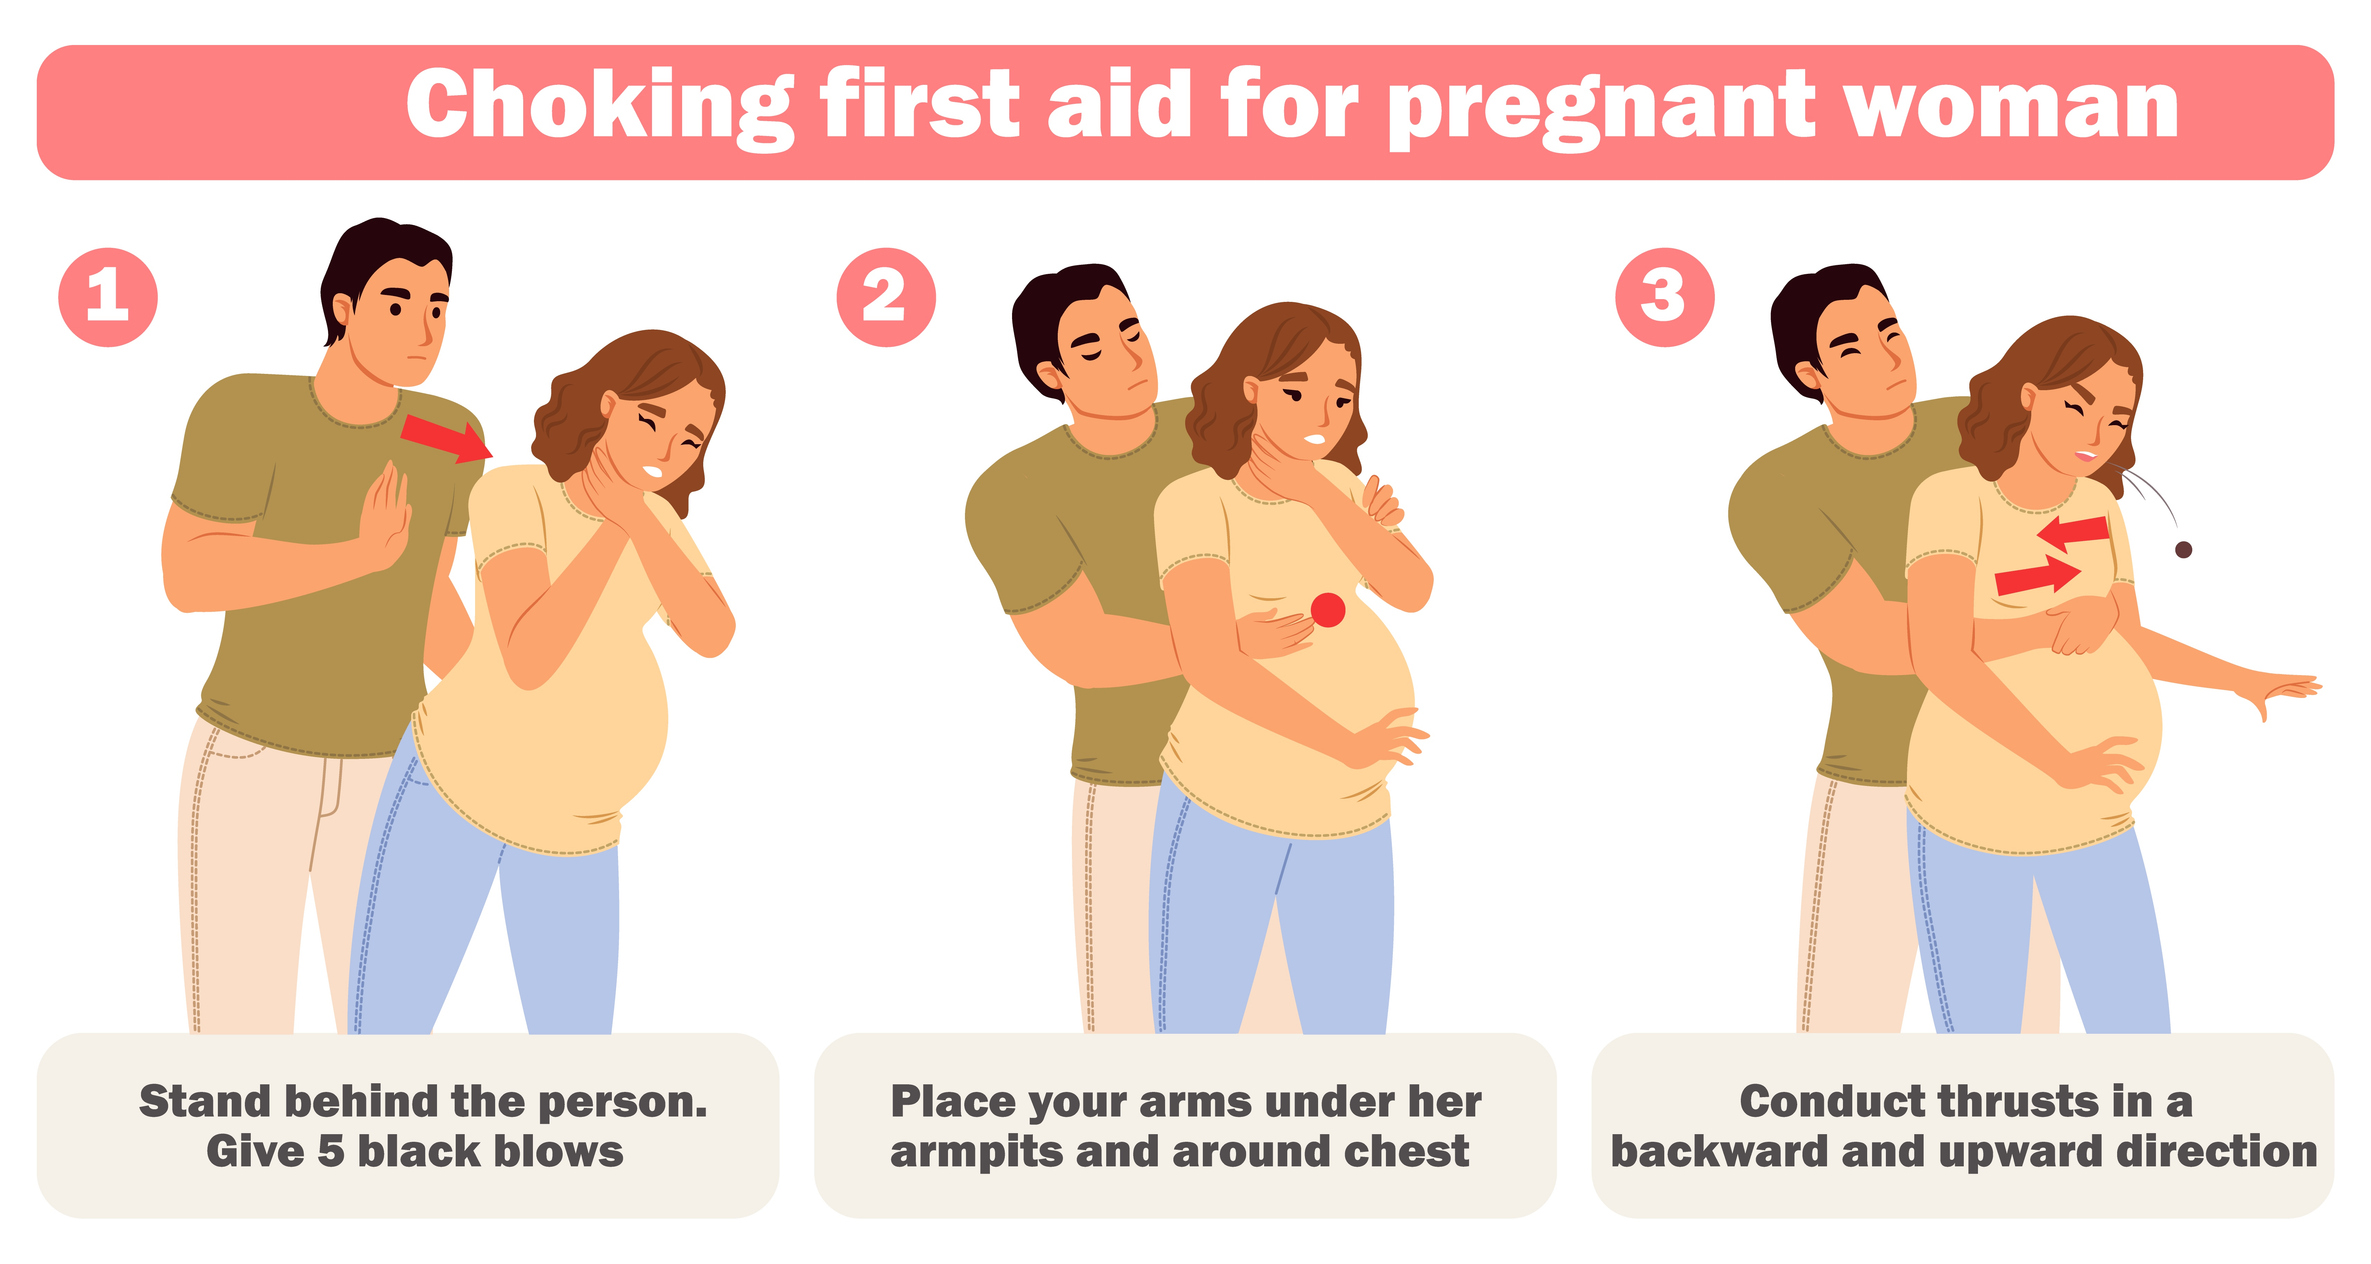 Choking first aid for pregnant woman
1
2
3
Stand behind the person.
Give 5 black blows
Place your arms under her
armpits and around chest
Conduct thrusts in a
backward and upward direction